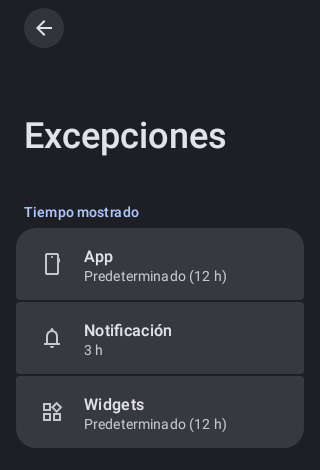 Excepciones
Tiempo mostrado
App
Predeterminado (12 h)
Notificación
3 h
Widgets
Predeterminado (12 h)